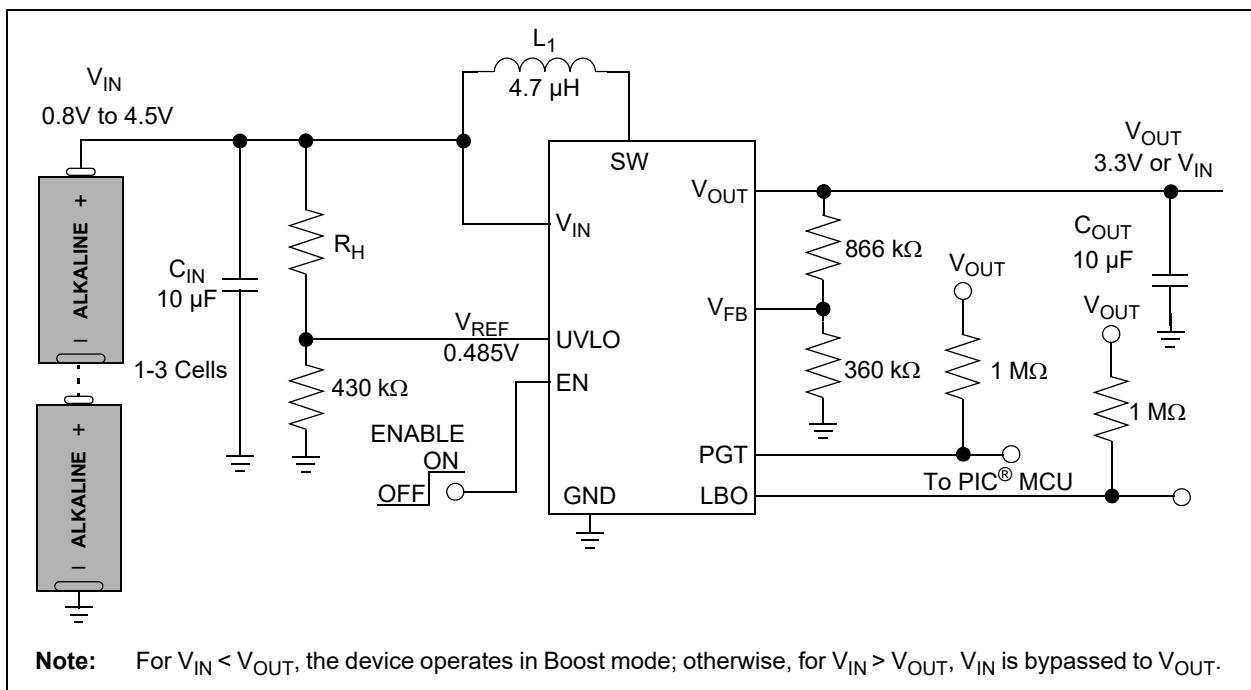 L1
4.7 µH
VIN
0.8V to 4.5V
ALKALINE + −
1-3 Cells
ALKALINE + −
CIN
10 µF
RH
VREF
0.485V
430 kΩ
ENABLE
ON
OFF
SW
VIN
UVLO
EN
GND
VOUT
VFB
PGT
LBO
866 kΩ
360 kΩ
VOUT
1 MΩ
To PIC® MCU
VOUT
3.3V or VIN
COUT
10 µF
VOUT
1 MΩ
Note: For VIN < VOUT, the device operates in Boost mode; otherwise, for VIN > VOUT, VIN is bypassed to VOUT.